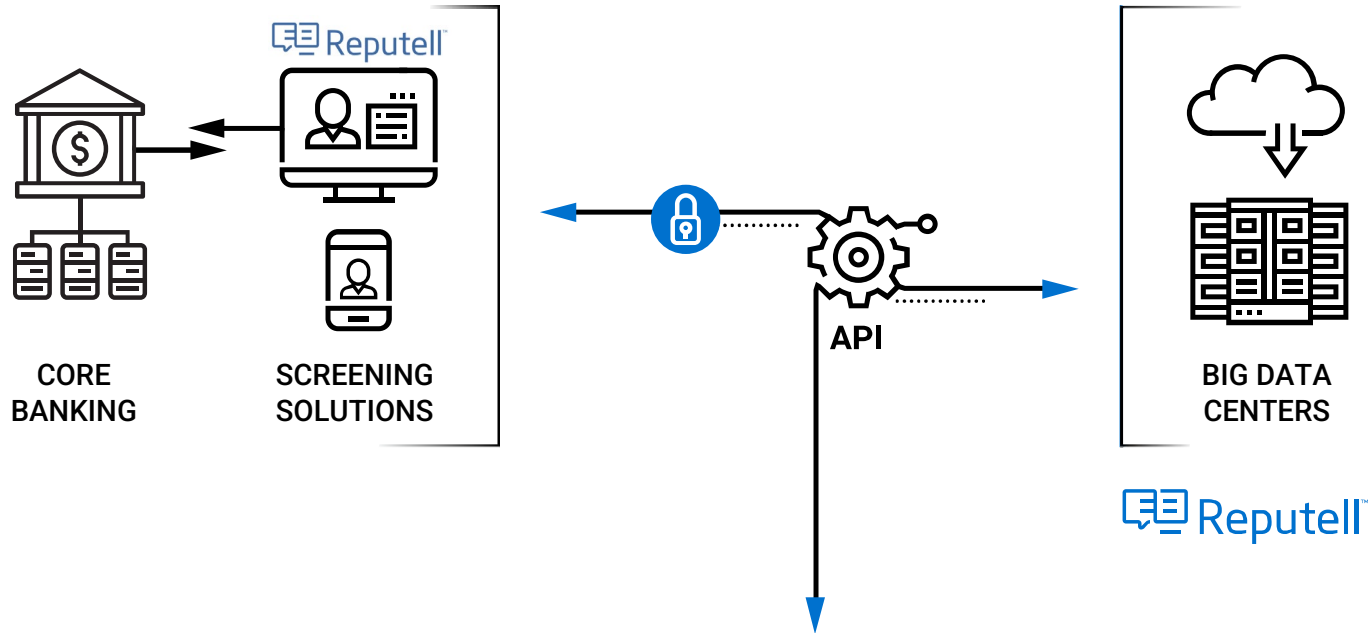 Reputell™
$
API
CORE
BANKING
SCREENING
SOLUTIONS
BIG DATA
CENTERS
Reputell™